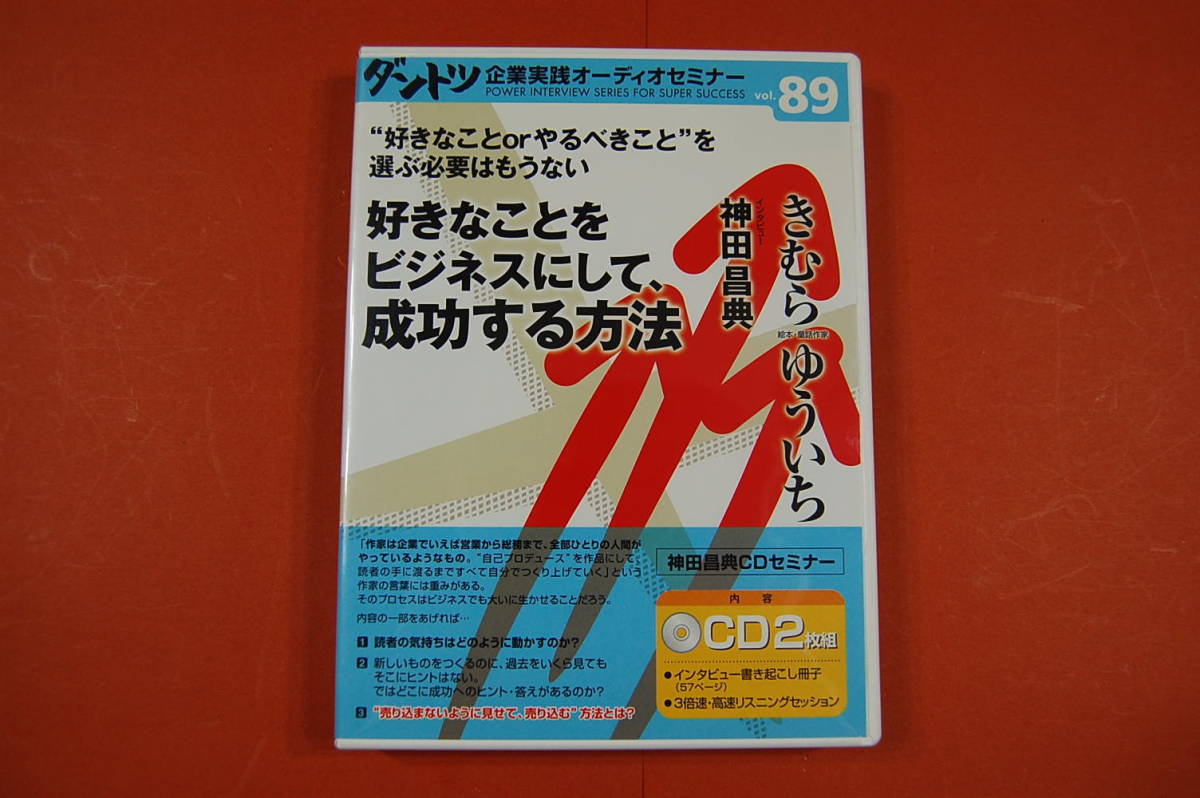 ダントツ 企業実践オーディオセミナー
POWER INTERVIEW SERIES FOR SUPER SUCCESS
vol. 89
“好きなことorやるべきこと”を
選ぶ必要はもうない
好きなことを
ビジネスにして、
成功する方法
きむら ゆういち
絵本・童話作家
インタビュー
神田昌典
「作家は企業でいえば営業から総務まで、全部ひとりの人間が
やっているようなもの。“自己プロデュース”を作品にして
読者の手に渡るまですべて自分でつくり上げていく」という
作家の言葉には重みがある。
そのプロセスはビジネスでも大いに生かせることだろう。
内容の一部をあげれば…
1 読者の気持ちはどのように動かすのか?
2 新しいものをつくるのに、過去をいくら見ても
そこにヒントはない。
ではどこに成功へのヒント・答えがあるのか?
3 “売り込まないように見せて、売り込む”方法とは?
神田昌典CDセミナー
内 容
CD2枚組
●インタビュー書き起こし冊子
(57ページ)
●3倍速・高速リスニングセッション